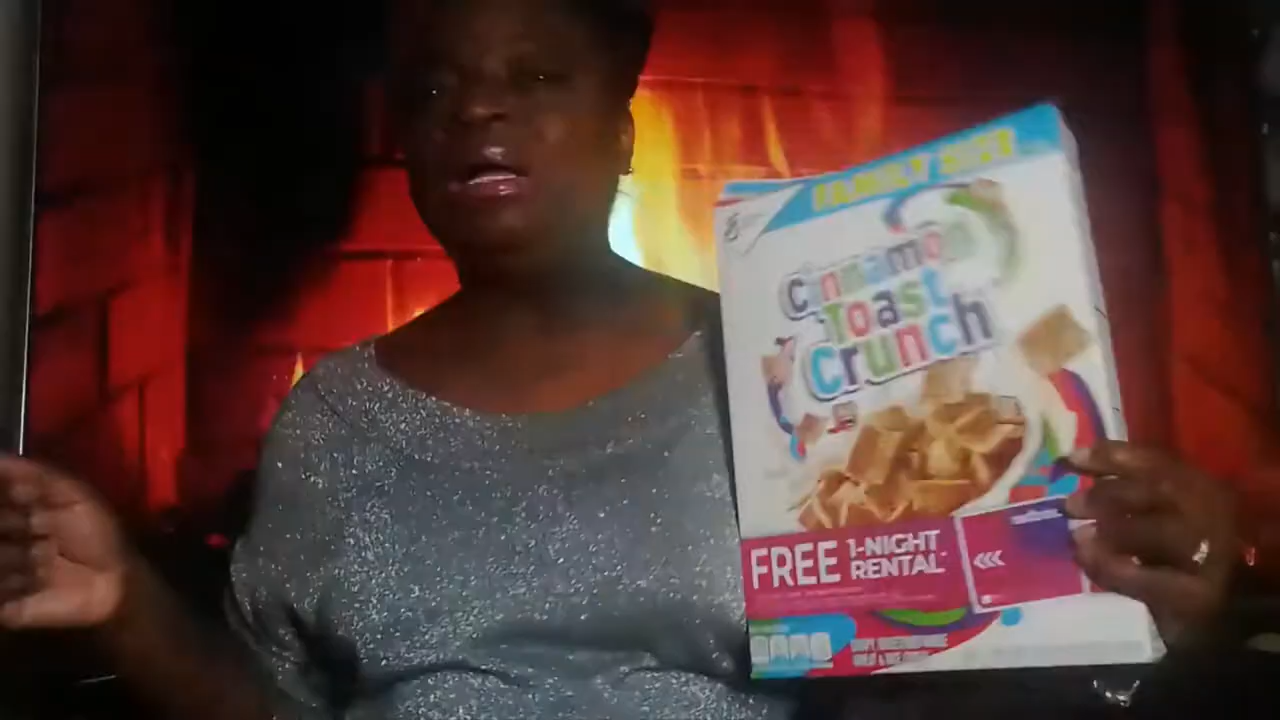 FAMILY SIZE
Cinnamon
Toast
Crunch
FREE 1-NIGHT
RENTAL
<<<